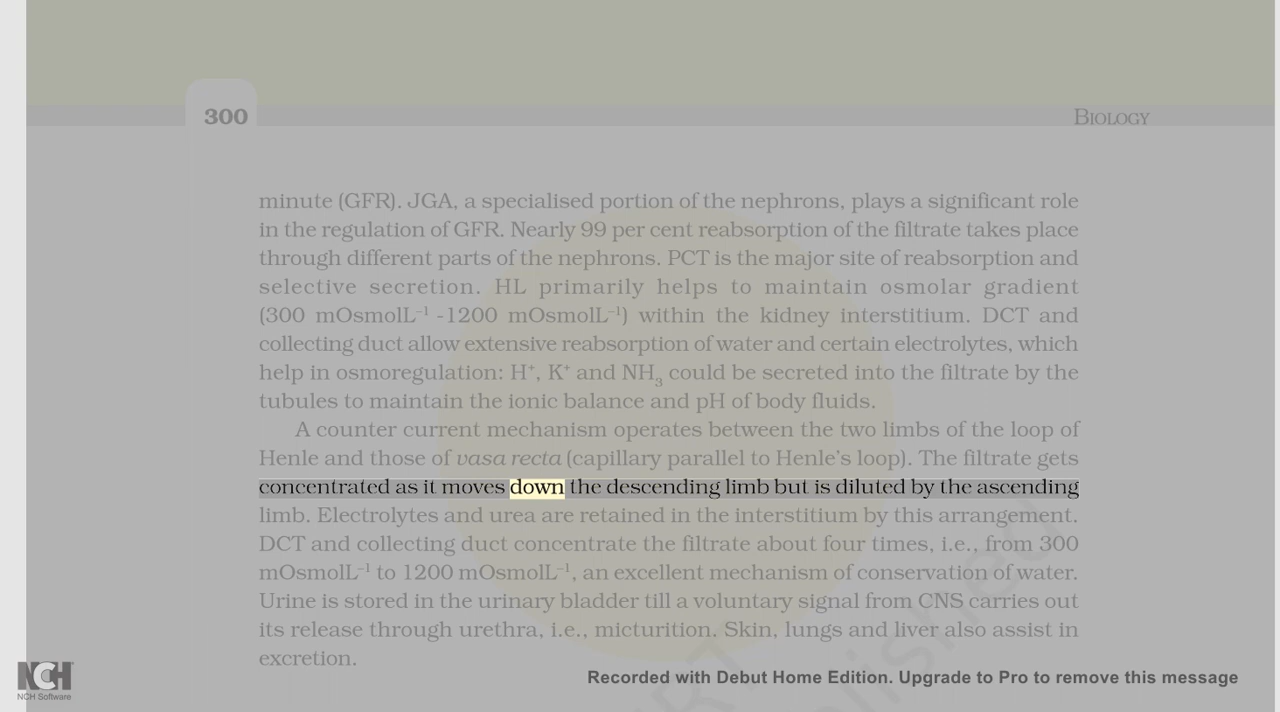 300
BIOLOGY
minute (GFR). JGA, a specialised portion of the nephrons, plays a significant role
in the regulation of GFR. Nearly 99 per cent reabsorption of the filtrate takes place
through different parts of the nephrons. PCT is the major site of reabsorption and
selective secretion. HL primarily helps to maintain osmolar gradient
(300 mOsmolL⁻¹ -1200 mOsmolL⁻¹) within the kidney interstitium. DCT and
collecting duct allow extensive reabsorption of water and certain electrolytes, which
help in osmoregulation: H⁺, K⁺ and NH₃ could be secreted into the filtrate by the
tubules to maintain the ionic balance and pH of body fluids.
A counter current mechanism operates between the two limbs of the loop of
Henle and those of vasa recta (capillary parallel to Henle's loop). The filtrate gets
concentrated as it moves down the descending limb but is diluted by the ascending
limb. Electrolytes and urea are retained in the interstitium by this arrangement.
DCT and collecting duct concentrate the filtrate about four times, i.e., from 300
mOsmolL⁻¹ to 1200 mOsmolL⁻¹, an excellent mechanism of conservation of water.
Urine is stored in the urinary bladder till a voluntary signal from CNS carries out
its release through urethra, i.e., micturition. Skin, lungs and liver also assist in
excretion.
NCH
NCH Software
Recorded with Debut Home Edition. Upgrade to Pro to remove this message